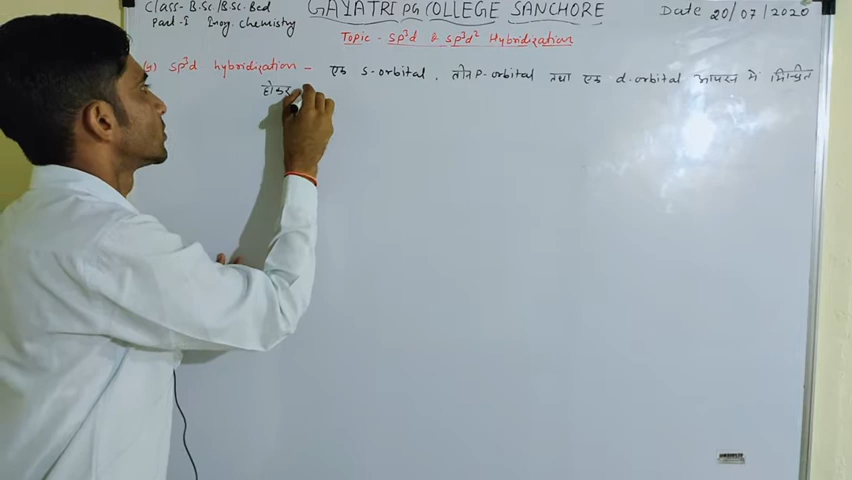 Class- B.Sc/B.Sc.Bed GAYATRI PG COLLEGE SANCHORE Date 20/07/2020
Part-I Inog. Chemistry
Topic - sp³d & sp³d² Hybridization
sp³d hybridization - एक s-orbital, तीन p-orbital तथा एक d-orbital आपस में मिश्रित
होकर